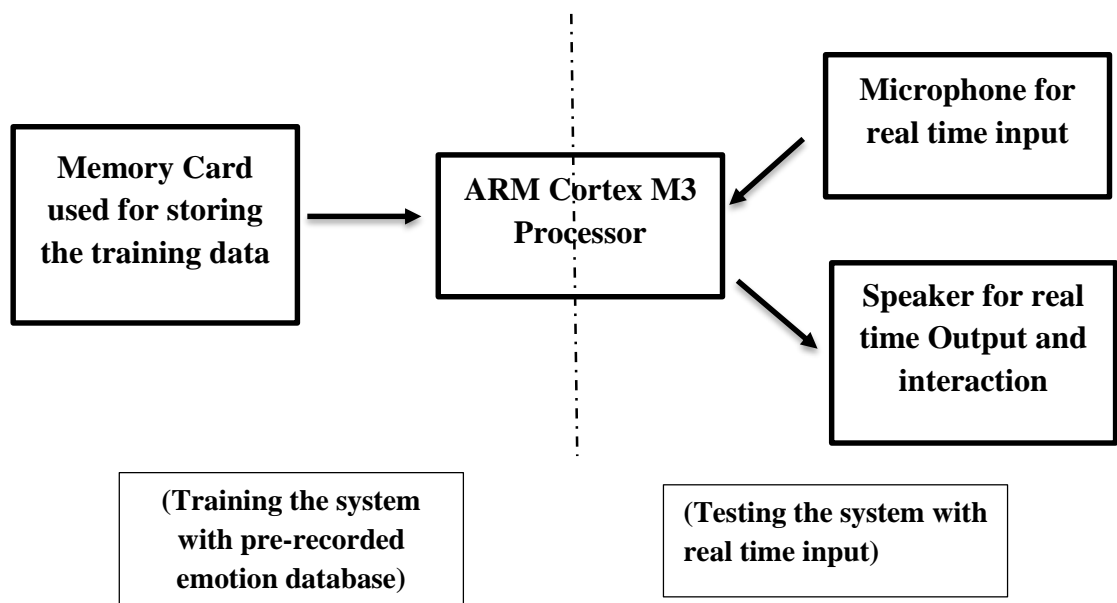 Memory Card
used for storing
the training data
ARM Cortex M3
Processor
Microphone for
real time input
Speaker for real
time Output and
interaction
(Training the system
with pre-recorded
emotion database)
(Testing the system with
real time input)